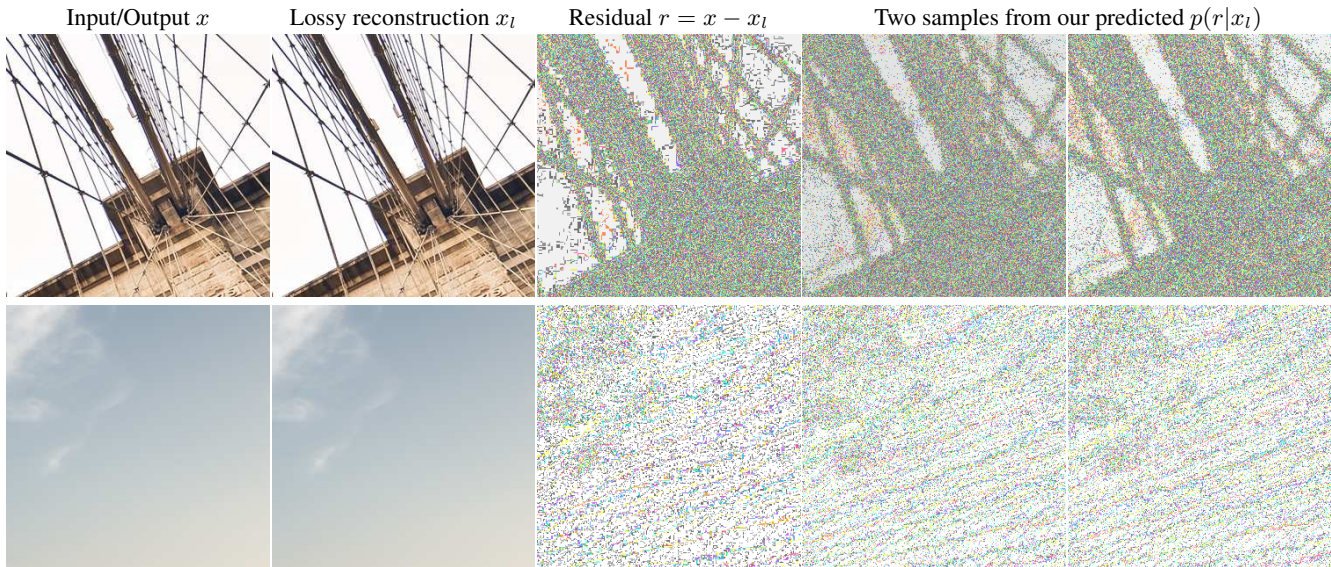 Input/Output x Lossy reconstruction x_l Residual r = x − x_l Two samples from our predicted p(r|x_l)